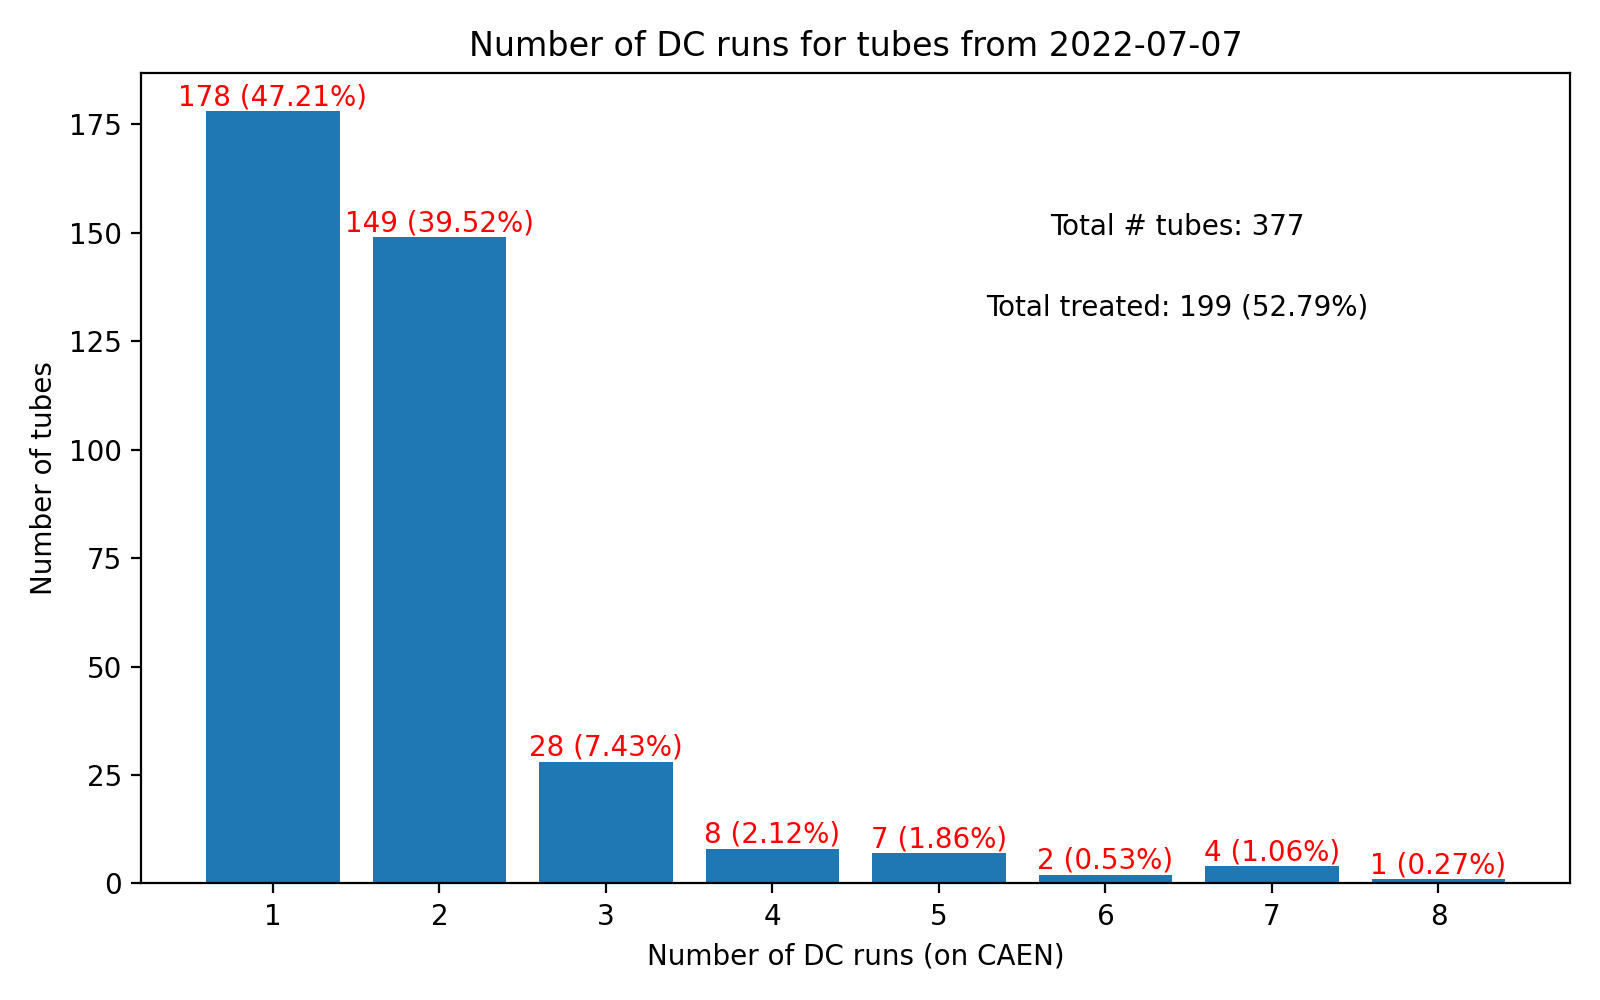 Number of DC runs for tubes from 2022-07-07
178 (47.21%)
149 (39.52%)
28 (7.43%)
8 (2.12%)
7 (1.86%)
2 (0.53%)
4 (1.06%)
1 (0.27%)
Total # tubes: 377
Total treated: 199 (52.79%)
Number of tubes
175
150
125
100
75
50
25
0
1 2 3 4 5 6 7 8
Number of DC runs (on CAEN)